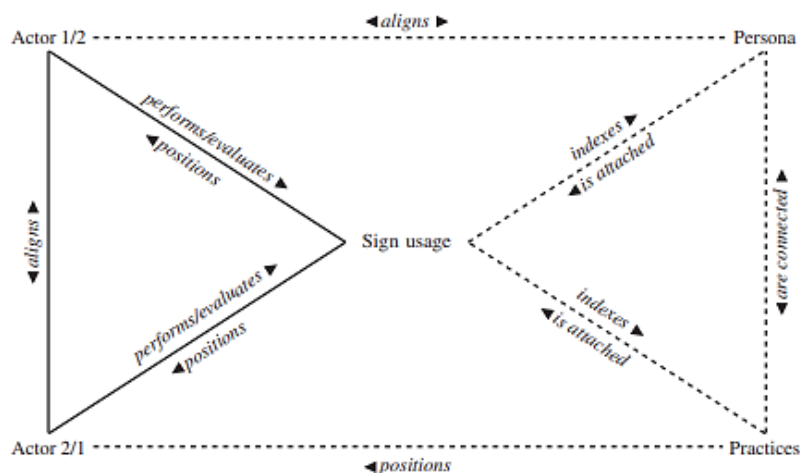 ◄aligns►
Actor 1/2
Persona
performs/evaluates►
◄positions
indexes►
◄is attached
◄aligns►
Sign usage
◄are connected►
performs/evaluates►
◄positions
indexes►
◄is attached
Actor 2/1
Practices
◄positions